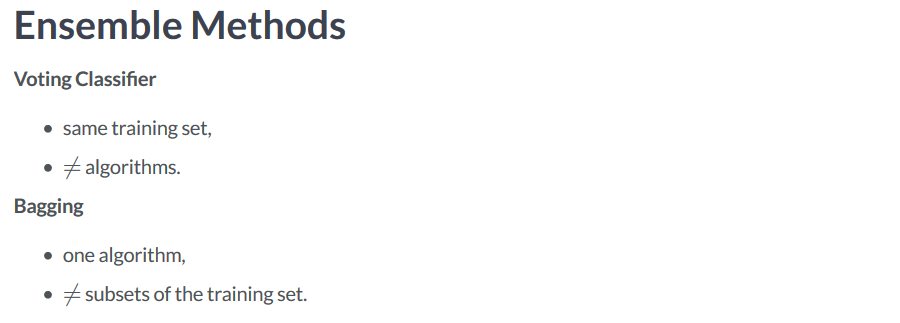 Ensemble Methods
Voting Classifier
• same training set,
• ≠ algorithms.
Bagging
• one algorithm,
• ≠ subsets of the training set.